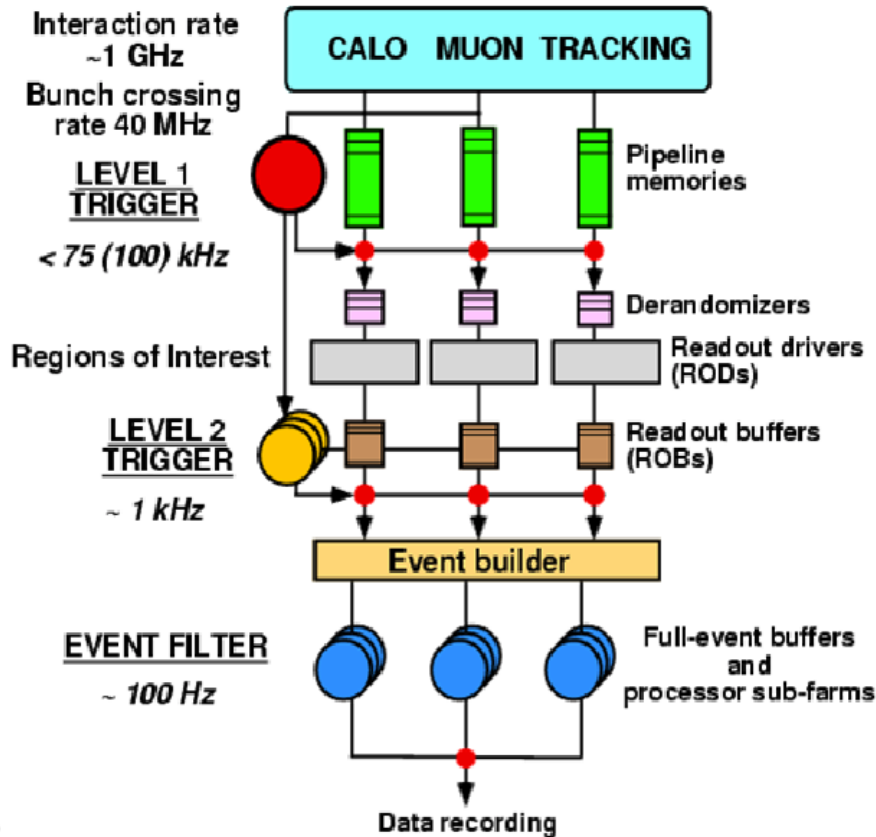 Interaction rate
~1 GHz
CALO MUON TRACKING
Bunch crossing
rate 40 MHz
LEVEL 1
TRIGGER
< 75 (100) kHz
Pipeline
memories
Derandomizers
Regions of Interest
Readout drivers
(RODs)
LEVEL 2
TRIGGER
~ 1 kHz
Readout buffers
(ROBs)
Event builder
EVENT FILTER
~ 100 Hz
Full-event buffers
and
processor sub-farms
Data recording